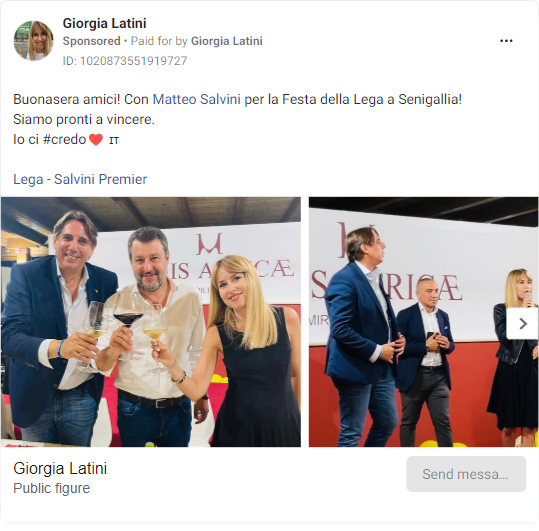 Giorgia Latini
Sponsored • Paid for by Giorgia Latini
ID: 1020873551919727
Buonasera amici! Con Matteo Salvini per la Festa della Lega a Senigallia!
Siamo pronti a vincere.
Io ci #credo❤️ IT
Lega - Salvini Premier
Giorgia Latini
Public figure
Send messa...